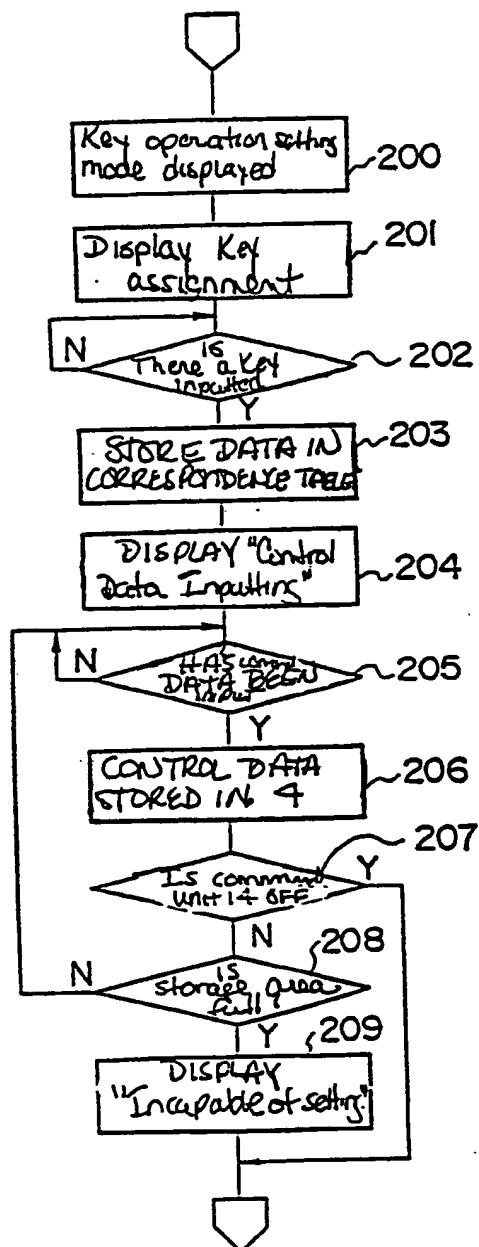 Key operation setting
mode displayed
200
Display Key
assignment
201
N
is
There a key
inputted
202
Y
STORE DATA IN
CORRESPONDENCE TABLE
203
DISPLAY "Control
Data Inputting"
204
N
HAS
DATA BEEN
205
Y
CONTROL DATA
STORED IN 4
206
207
Is command
unit 14 OFF
Y
N
208
N
is
storage area
full
Y
209
DISPLAY
"Incapable of setting"